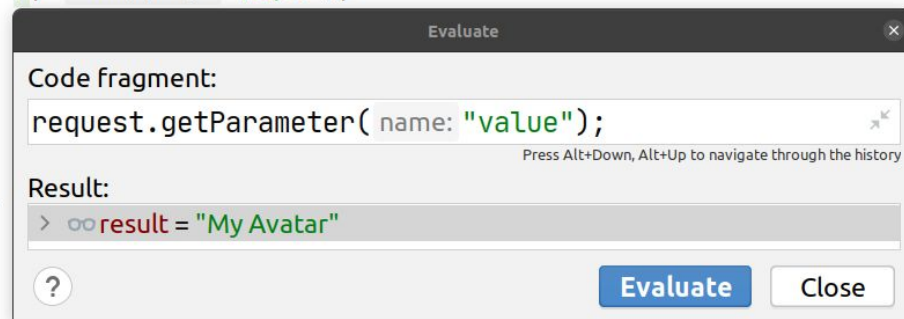 Evaluate
Code fragment:
request.getParameter( name: "value");
Press Alt+Down, Alt+Up to navigate through the history
Result:
> result = "My Avatar"
?
Evaluate
Close